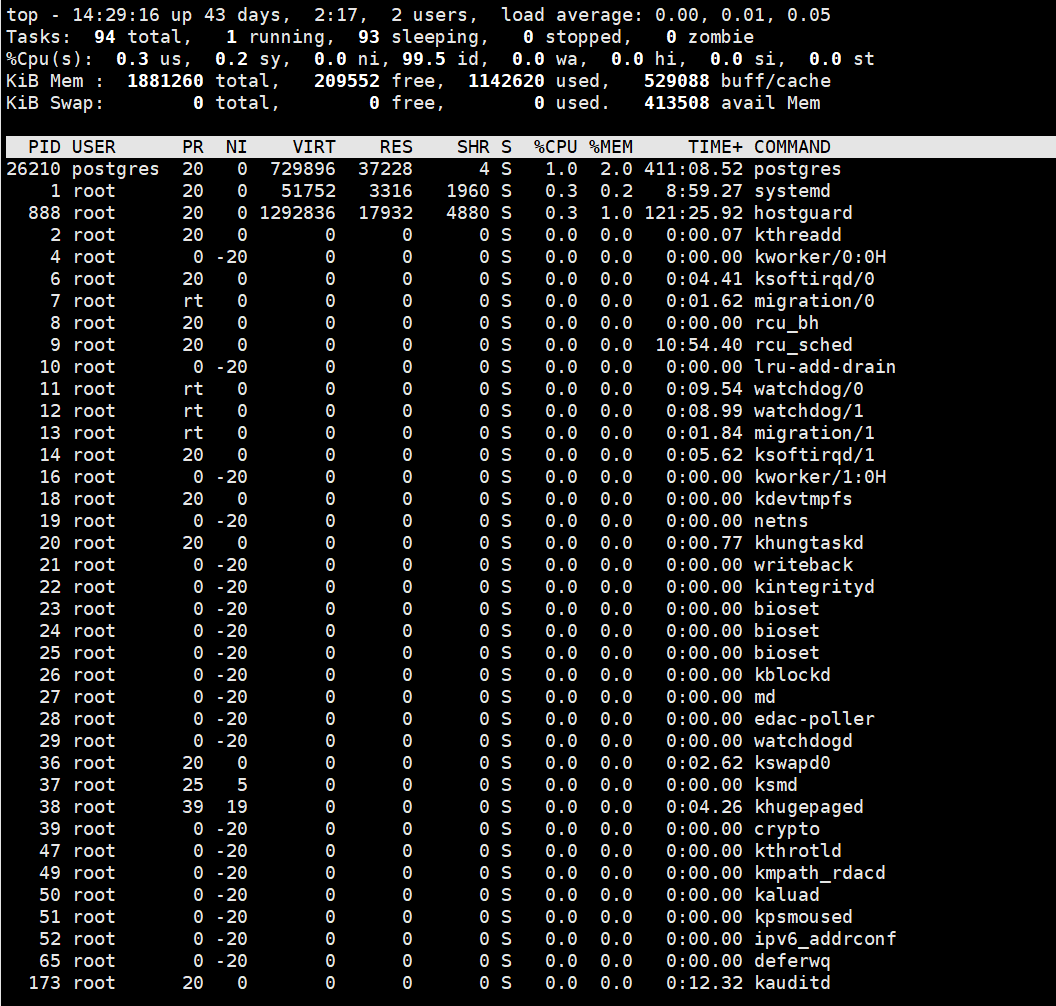 top - 14:29:16 up 43 days,  2:17,  2 users,  load average: 0.00, 0.01, 0.05
Tasks:  94 total,   1 running,  93 sleeping,   0 stopped,   0 zombie
%Cpu(s):  0.3 us,  0.2 sy,  0.0 ni, 99.5 id,  0.0 wa,  0.0 hi,  0.0 si,  0.0 st
KiB Mem :  1881260 total,   209552 free,  1142620 used,   529088 buff/cache
KiB Swap:        0 total,        0 free,        0 used.   413508 avail Mem
  PID USER      PR  NI    VIRT    RES    SHR S  %CPU %MEM     TIME+ COMMAND
26210 postgres  20   0  729896  37228      4 S   1.0  2.0 411:08.52 postgres
    1 root      20   0   51752   3316   1960 S   0.3  0.2   8:59.27 systemd
  888 root      20   0 1292836  17932   4880 S   0.3  1.0 121:25.92 hostguard
    2 root      20   0       0      0      0 S   0.0  0.0   0:00.07 kthreadd
    4 root       0 -20       0      0      0 S   0.0  0.0   0:00.00 kworker/0:0H
    6 root      20   0       0      0      0 S   0.0  0.0   0:04.41 ksoftirqd/0
    7 root      rt   0       0      0      0 S   0.0  0.0   0:01.62 migration/0
    8 root      20   0       0      0      0 S   0.0  0.0   0:00.00 rcu_bh
    9 root      20   0       0      0      0 S   0.0  0.0  10:54.40 rcu_sched
   10 root       0 -20       0      0      0 S   0.0  0.0   0:00.00 lru-add-drain
   11 root      rt   0       0      0      0 S   0.0  0.0   0:09.54 watchdog/0
   12 root      rt   0       0      0      0 S   0.0  0.0   0:08.99 watchdog/1
   13 root      rt   0       0      0      0 S   0.0  0.0   0:01.84 migration/1
   14 root      20   0       0      0      0 S   0.0  0.0   0:05.62 ksoftirqd/1
   16 root       0 -20       0      0      0 S   0.0  0.0   0:00.00 kworker/1:0H
   18 root      20   0       0      0      0 S   0.0  0.0   0:00.00 kdevtmpfs
   19 root       0 -20       0      0      0 S   0.0  0.0   0:00.00 netns
   20 root      20   0       0      0      0 S   0.0  0.0   0:00.77 khungtaskd
   21 root       0 -20       0      0      0 S   0.0  0.0   0:00.00 writeback
   22 root       0 -20       0      0      0 S   0.0  0.0   0:00.00 kintegrityd
   23 root       0 -20       0      0      0 S   0.0  0.0   0:00.00 bioset
   24 root       0 -20       0      0      0 S   0.0  0.0   0:00.00 bioset
   25 root       0 -20       0      0      0 S   0.0  0.0   0:00.00 bioset
   26 root       0 -20       0      0      0 S   0.0  0.0   0:00.00 kblockd
   27 root       0 -20       0      0      0 S   0.0  0.0   0:00.00 md
   28 root       0 -20       0      0      0 S   0.0  0.0   0:00.00 edac-poller
   29 root       0 -20       0      0      0 S   0.0  0.0   0:00.00 watchdogd
   36 root      20   0       0      0      0 S   0.0  0.0   0:02.62 kswapd0
   37 root      25   5       0      0      0 S   0.0  0.0   0:00.00 ksmd
   38 root      39  19       0      0      0 S   0.0  0.0   0:04.26 khugepaged
   39 root       0 -20       0      0      0 S   0.0  0.0   0:00.00 crypto
   47 root       0 -20       0      0      0 S   0.0  0.0   0:00.00 kthrotld
   49 root       0 -20       0      0      0 S   0.0  0.0   0:00.00 kmpath_rdacd
   50 root       0 -20       0      0      0 S   0.0  0.0   0:00.00 kaluad
   51 root       0 -20       0      0      0 S   0.0  0.0   0:00.00 kpsmoused
   52 root       0 -20       0      0      0 S   0.0  0.0   0:00.00 ipv6_addrconf
   65 root       0 -20       0      0      0 S   0.0  0.0   0:00.00 deferwq
  173 root      20   0       0      0      0 S   0.0  0.0   0:12.32 kauditd